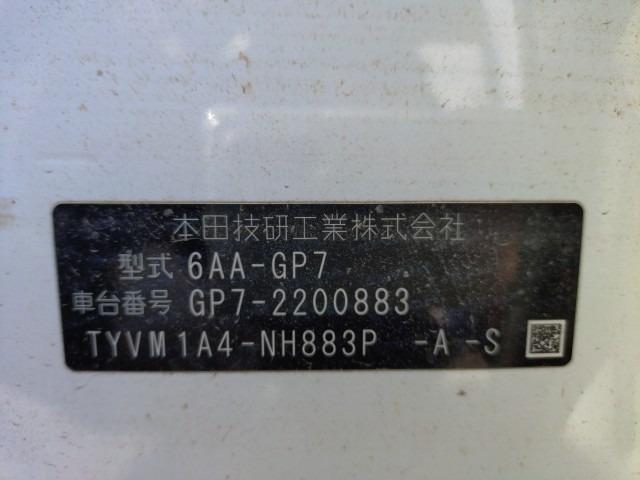 本田技研工業株式会社
型式 6AA-GP7
車台番号 GP7-2200883
TYVM1A4-NH883P -A-S